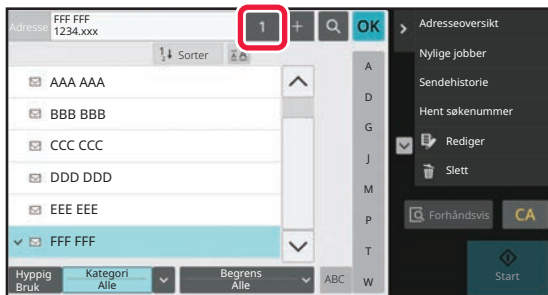 Adresse
FFF FFF
1234.xxx
1
+
OK
Sorter
AAA AAA
BBB BBB
CCC CCC
DDD DDD
EEE EEE
FFF FFF
A
D
G
J
M
P
T
W
Hyppig
Bruk
Kategori
Alle
Begrens
Alle
ABC
Adresseoversikt
Nylige jobber
Sendehistorie
Hent søkenummer
Rediger
Slett
Forhåndsvis
CA
Start